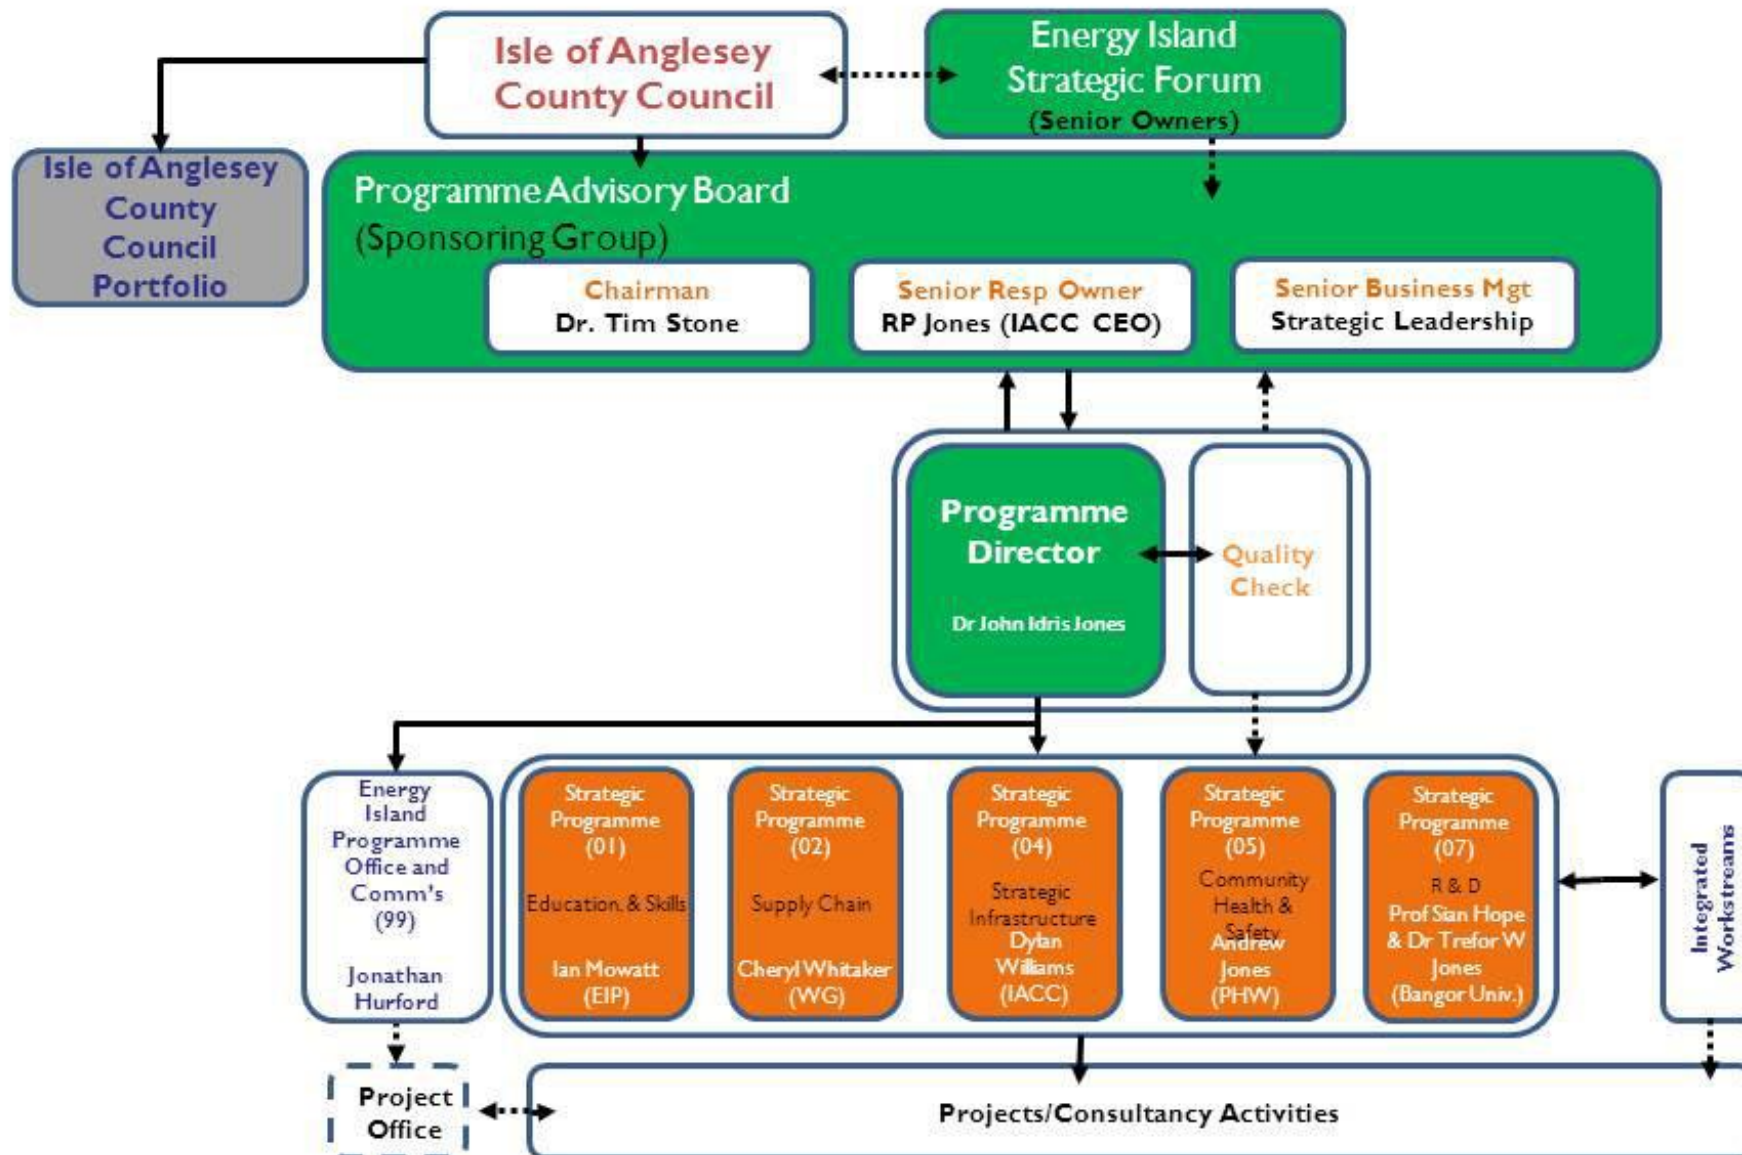 Isle of Anglesey
County Council
Energy Island
Strategic Forum
(Senior Owners)
Isle of Anglesey
County
Council
Portfolio
Programme Advisory Board
(Sponsoring Group)
Chairman
Dr. Tim Stone
Senior Resp Owner
RP Jones (IACC CEO)
Senior Business Mgt
Strategic Leadership
Programme
Director
Dr John Idris Jones
Quality
Check
Energy
Island
Programme
Office and
Comm's
(99)
Jonathan
Hurford
Strategic
Programme
(01)
Education, & Skills
Ian Mowatt
(EIP)
Strategic
Programme
(02)
Supply Chain
Cheryl Whitaker
(WG)
Strategic
Programme
(04)
Strategic
Infrastructure
Dylan
Williams
(IACC)
Strategic
Programme
(05)
Community
Health &
Safety
Andrew
Jones
(PHW)
Strategic
Programme
(07)
R & D
Prof Sian Hope
& Dr Trefor W
Jones
(Bangor Univ.)
Integrated
Workstreams
Project
Office
Projects/Consultancy Activities